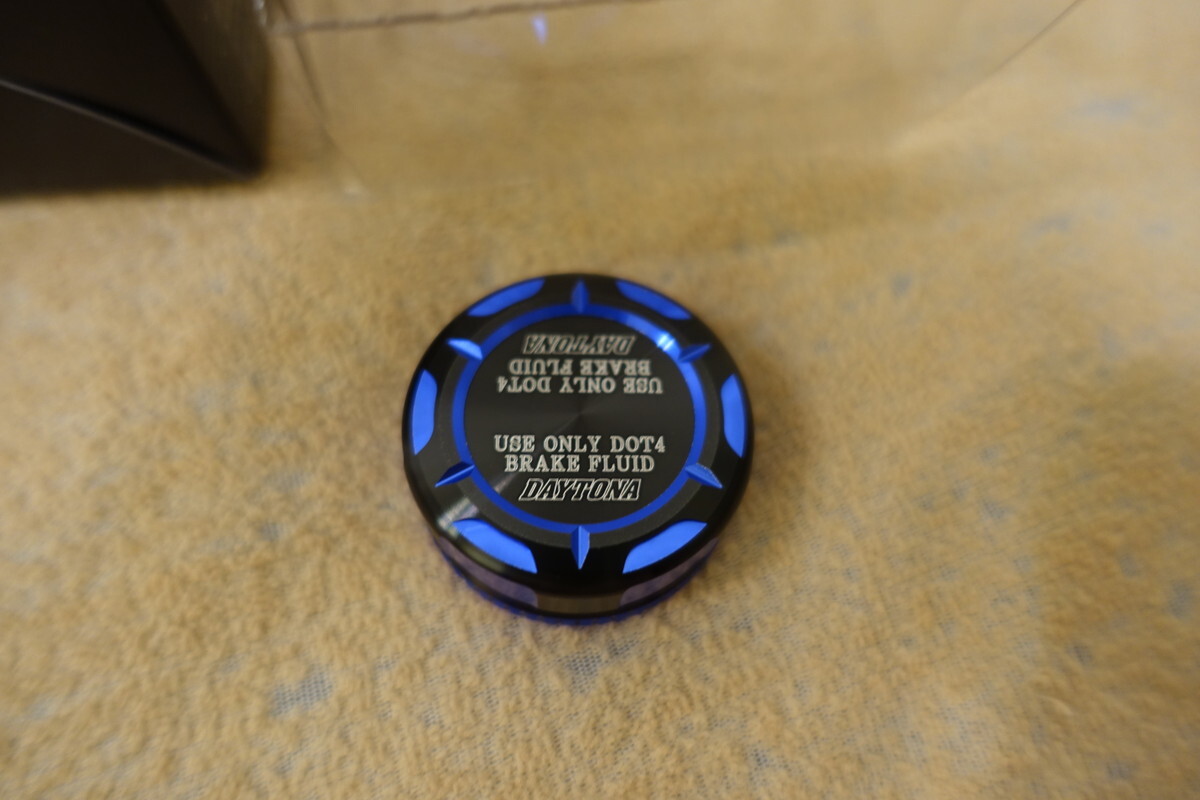 DAYTONA
BRAKE FLUID
USE ONLY DOT4
USE ONLY DOT4
BRAKE FLUID
DAYTONA